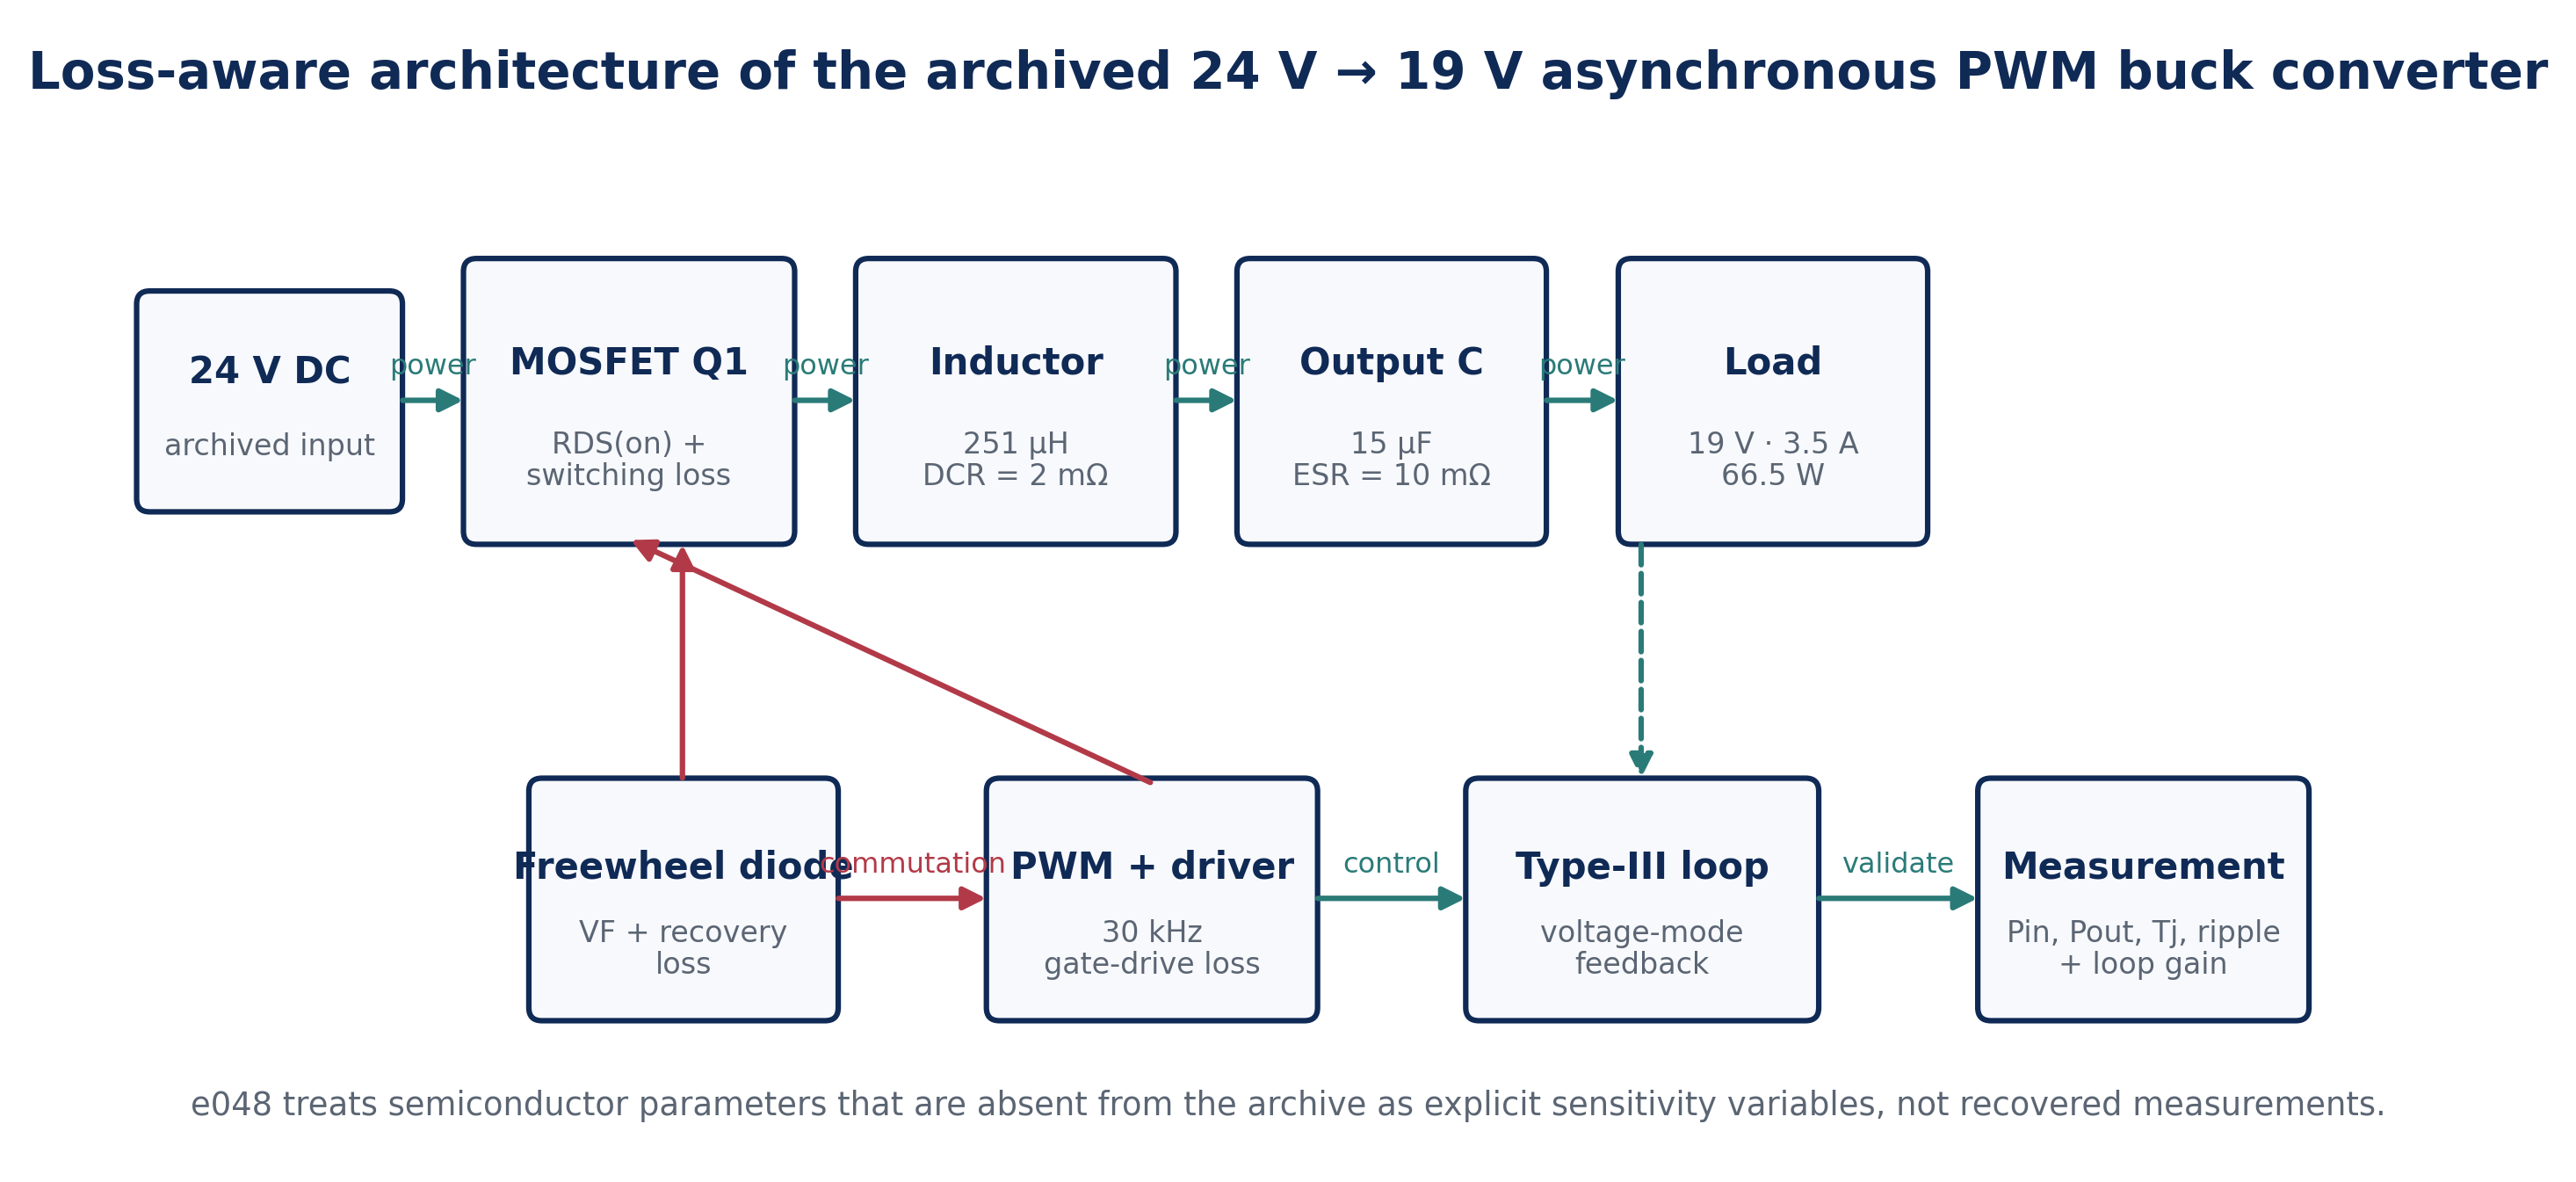 Loss-aware architecture of the archived 24 V → 19 V asynchronous PWM buck converter
24 V DC
archived input
power
MOSFET Q1
RDS(on) +
switching loss
power
Inductor
251 µH
DCR = 2 mΩ
power
Output C
15 µF
ESR = 10 mΩ
power
Load
19 V · 3.5 A
66.5 W
Freewheel diode
VF + recovery
loss
commutation
PWM + driver
30 kHz
gate-drive loss
control
Type-III loop
voltage-mode
feedback
validate
Measurement
Pin, Pout, Tj, ripple
+ loop gain
e048 treats semiconductor parameters that are absent from the archive as explicit sensitivity variables, not recovered measurements.